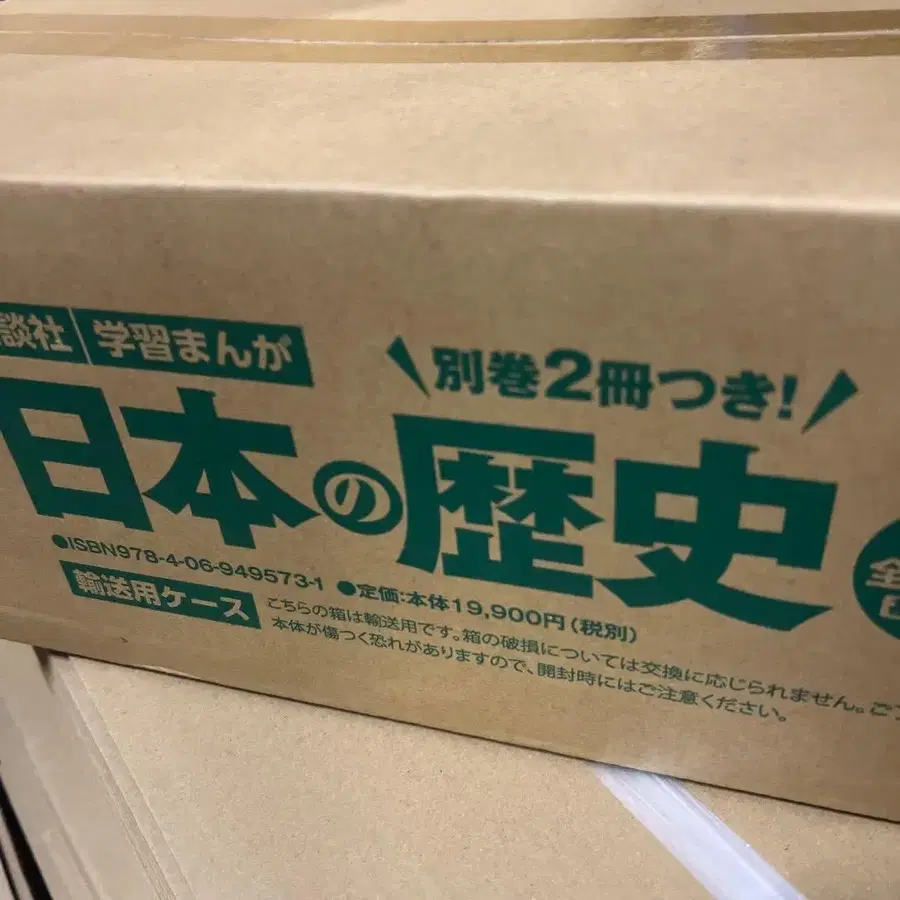 談社 学習まんが
別巻2冊つき!
日本の歴史
全
●ISBN978-4-06-949573-1 ●定価:本体19,900円(税別)
輸送用ケース
こちらの箱は輸送用です。箱の破損については交換に応じられません。ご
本体が傷つく恐れがありますので、開封時にはご注意ください。